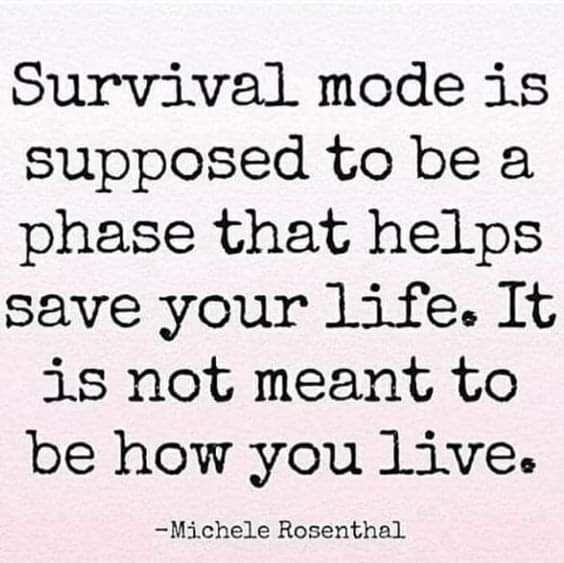 Survival mode is
supposed to be a
phase that helps
save your life. It
is not meant to
be how you live.
-Michele Rosenthal